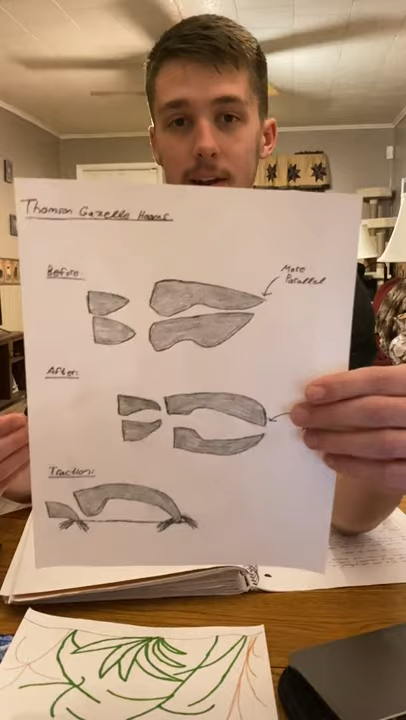 Thomson Gazelle Hooves
Before:
More
Parallel
After:
Traction: